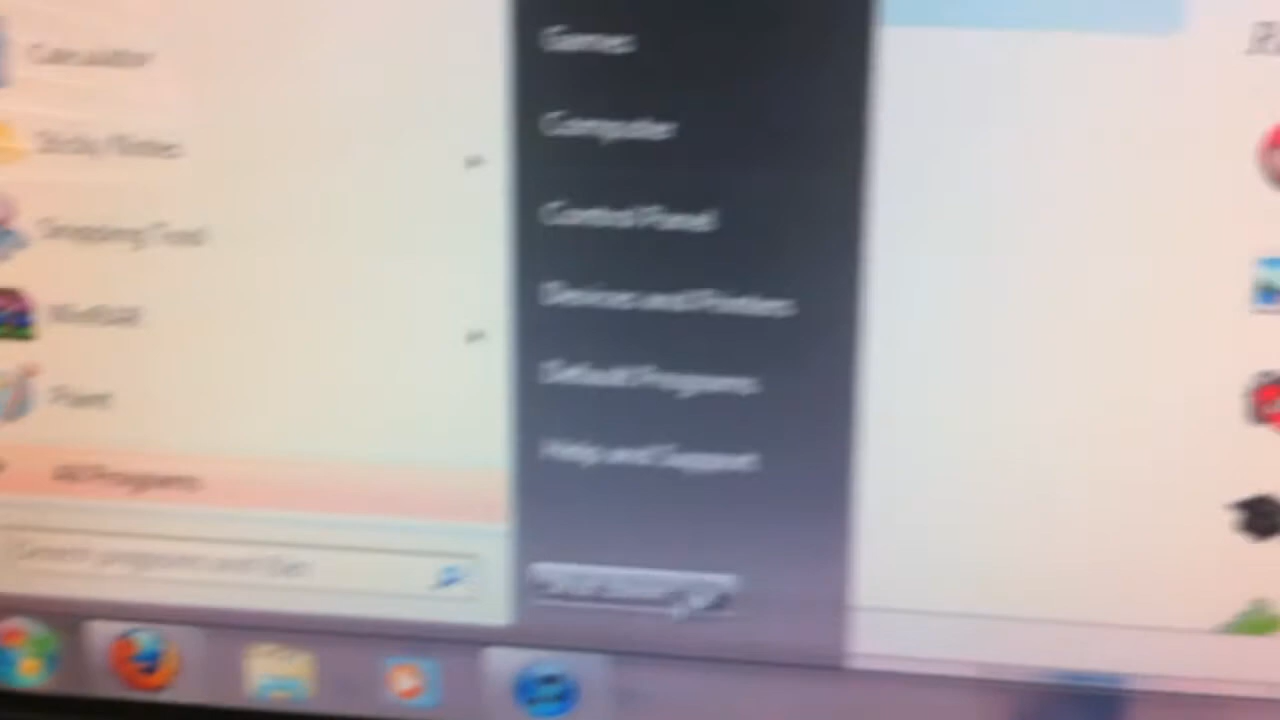 Calculator
Sticky Notes
Snipping Tool
WinRAR
Paint
All Programs
Search programs and files
Games
Computer
Control Panel
Devices and Printers
Default Programs
Help and Support